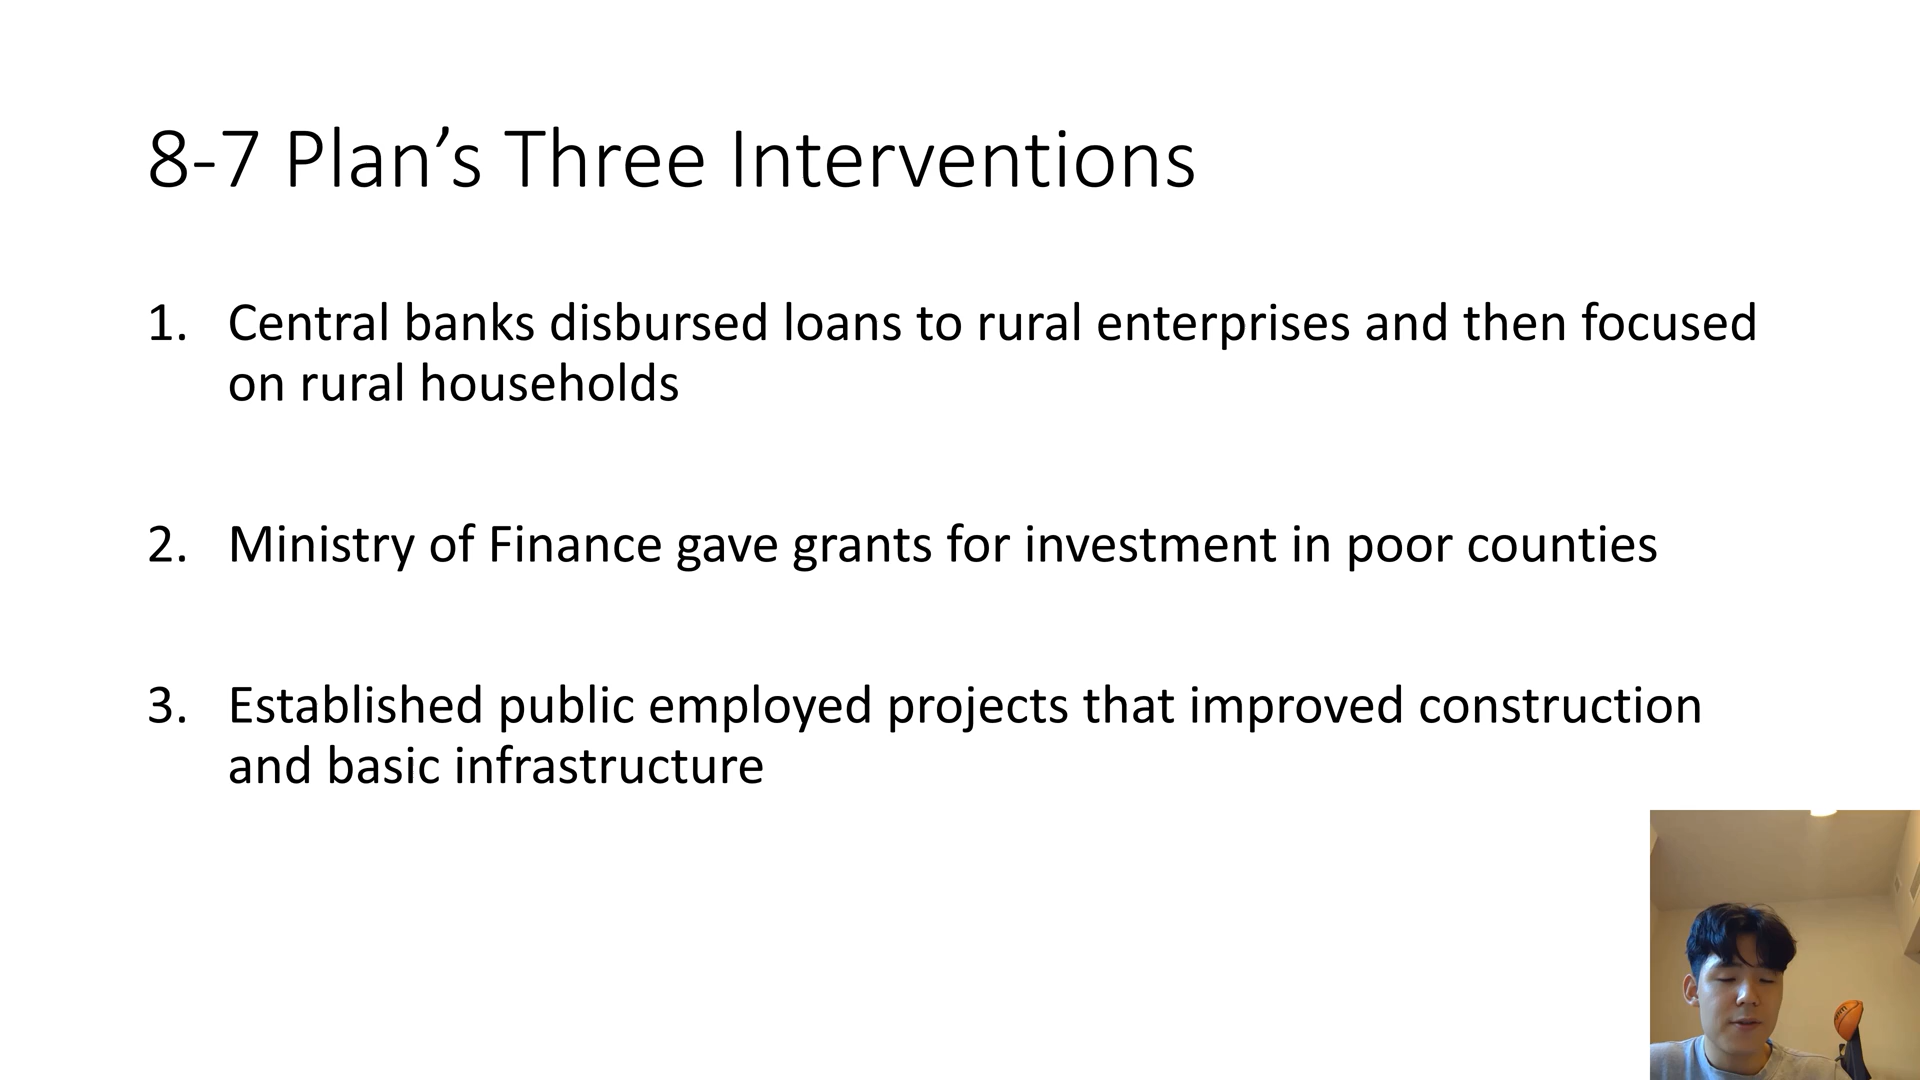 8-7 Plan’s Three Interventions
1. Central banks disbursed loans to rural enterprises and then focused
on rural households
2. Ministry of Finance gave grants for investment in poor counties
3. Established public employed projects that improved construction
and basic infrastructure